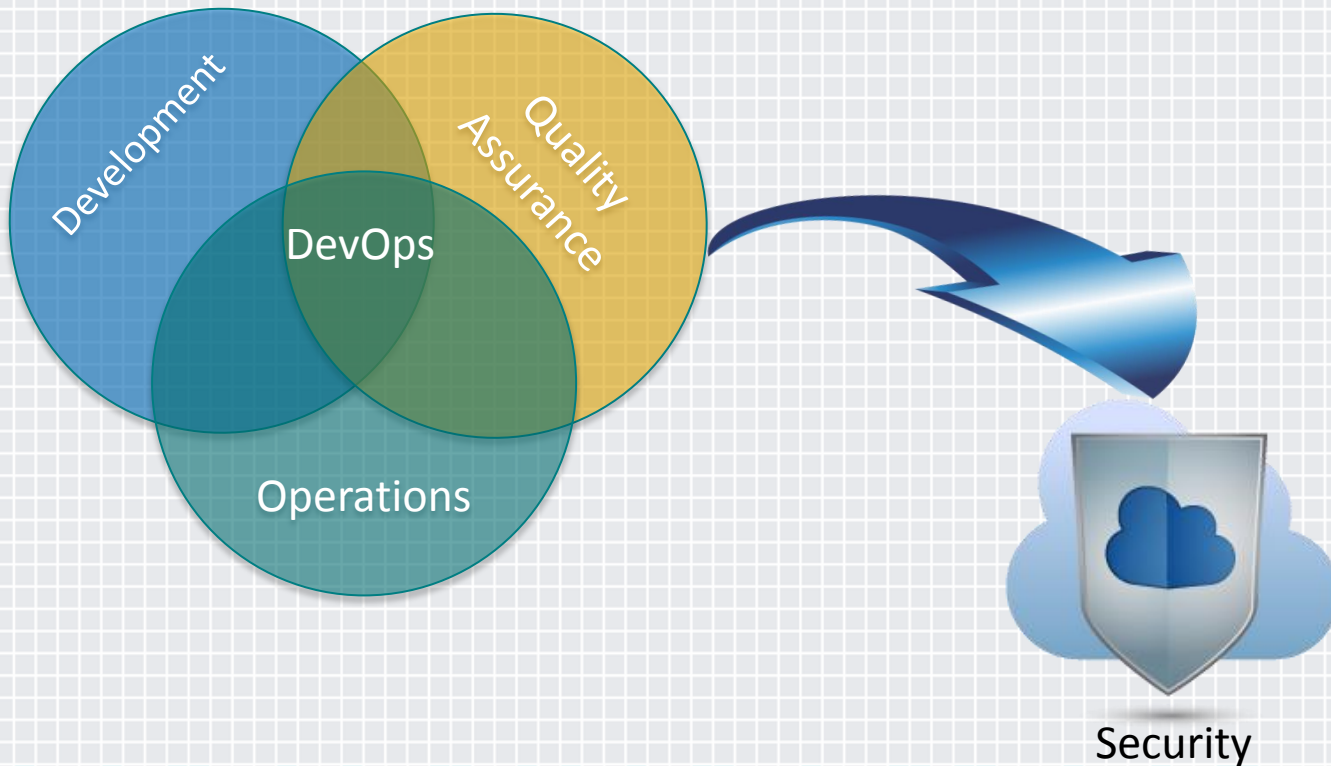 Development
Quality
Assurance
DevOps
Operations
Security